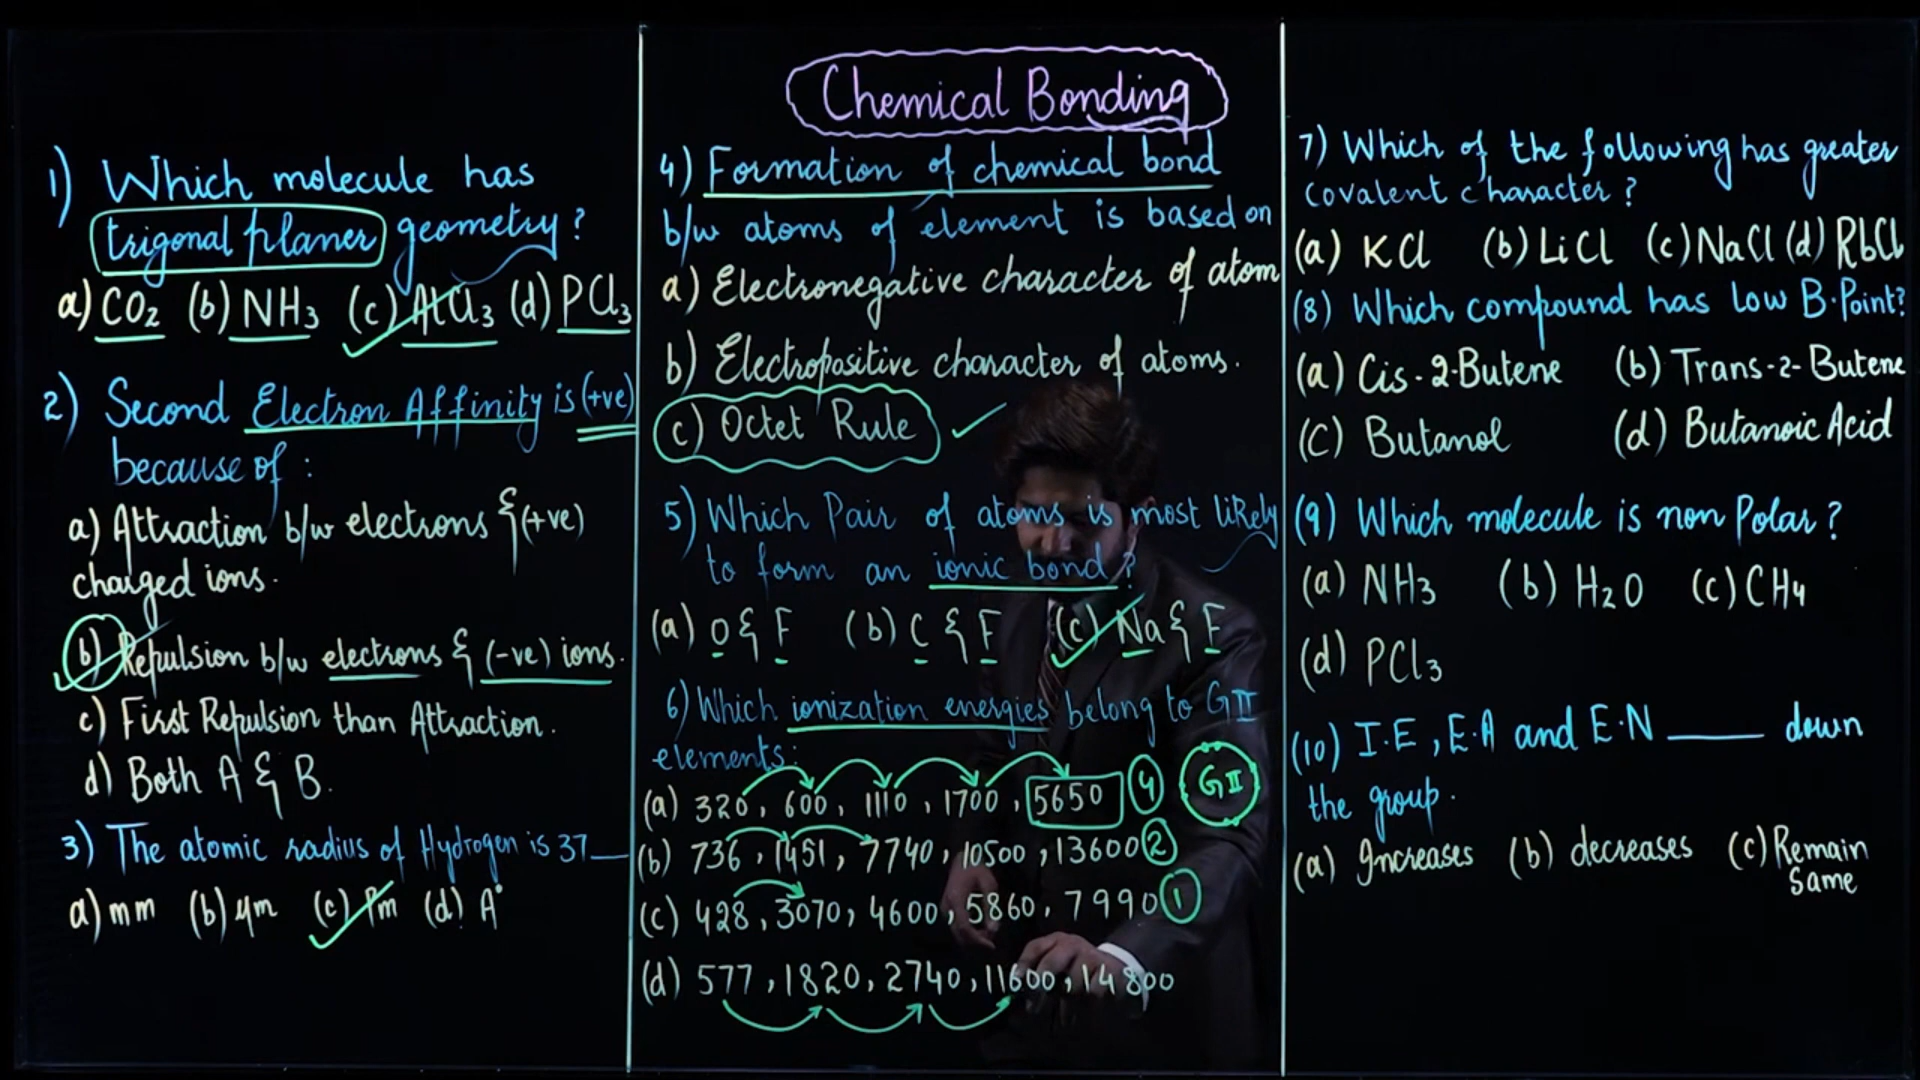 Chemical Bonding
1) Which molecule has
trigonal planer geometry?
a) CO2 (b) NH3 (c) AlCl3 (d) PCl3
2) Second Electron Affinity is (+ve)
because of :
a) Attraction b/w electrons & (+ve)
charged ions.
b) Repulsion b/w electrons & (-ve) ions.
c) First Repulsion than Attraction.
d) Both A & B.
3) The atomic radius of Hydrogen is 37__
a) mm (b) µm (c) Pm (d) A°
4) Formation of chemical bond
b/w atoms of element is based on
a) Electronegative character of atom
b) Electropositive character of atoms.
c) Octet Rule
5) Which Pair of atoms is most likely
to form an ionic bond?
(a) O & F (b) C & F (c) Na & F
6) Which ionization energies belong to GII
elements:
(a) 320, 600, 1110, 1700, 5650 4 GII
(b) 736, 1451, 7740, 10500, 13600 2
(c) 428, 3070, 4600, 5860, 7990 1
(d) 577, 1820, 2740, 11600, 14800
7) Which of the following has greater
covalent character?
(a) KCl (b) LiCl (c) NaCl (d) RbCl
(8) Which compound has low B.Point?
(a) Cis-2-Butene (b) Trans-2-Butene
(C) Butanol (d) Butanoic Acid
(9) Which molecule is non Polar?
(a) NH3 (b) H2O (c) CH4
(d) PCl3
(10) I.E, E.A and E.N ____ down
the group.
(a) Increases (b) decreases (c) Remain
Same